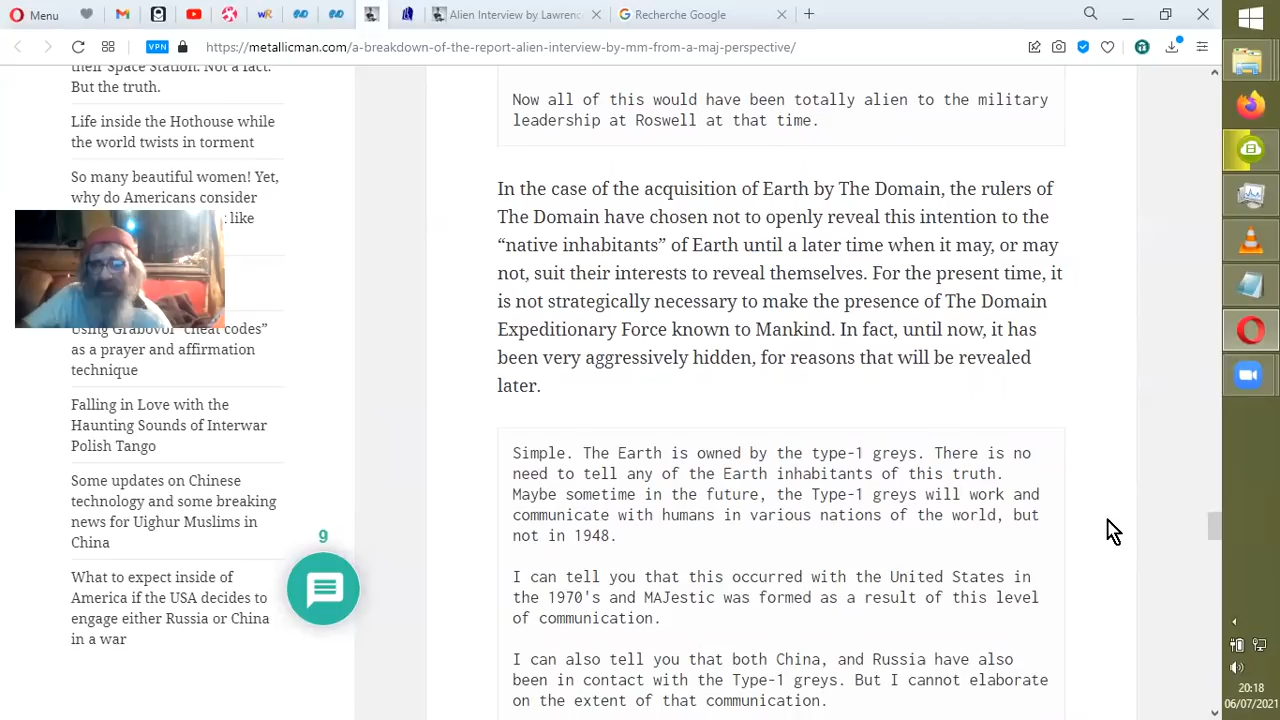 Menu
Alien Interview by Lawrenc
Recherche Google
VPN
https://metallicman.com/a-breakdown-of-the-report-alien-interview-by-mm-from-a-maj-perspective/
their Space Station. Not a fact.
But the truth.
Life inside the Hothouse while
the world twists in torment
So many beautiful women! Yet,
why do Americans consider
: like
Using Grabovoi “cheat codes”
as a prayer and affirmation
technique
Falling in Love with the
Haunting Sounds of Interwar
Polish Tango
Some updates on Chinese
technology and some breaking
news for Uighur Muslims in
China
What to expect inside of
America if the USA decides to
engage either Russia or China
in a war
9
Now all of this would have been totally alien to the military
leadership at Roswell at that time.
In the case of the acquisition of Earth by The Domain, the rulers of
The Domain have chosen not to openly reveal this intention to the
“native inhabitants” of Earth until a later time when it may, or may
not, suit their interests to reveal themselves. For the present time, it
is not strategically necessary to make the presence of The Domain
Expeditionary Force known to Mankind. In fact, until now, it has
been very aggressively hidden, for reasons that will be revealed
later.
Simple. The Earth is owned by the type-1 greys. There is no
need to tell any of the Earth inhabitants of this truth.
Maybe sometime in the future, the Type-1 greys will work and
communicate with humans in various nations of the world, but
not in 1948.
I can tell you that this occurred with the United States in
the 1970's and MAJestic was formed as a result of this level
of communication.
I can also tell you that both China, and Russia have also
been in contact with the Type-1 greys. But I cannot elaborate
on the extent of that communication.
20:18
06/07/2021